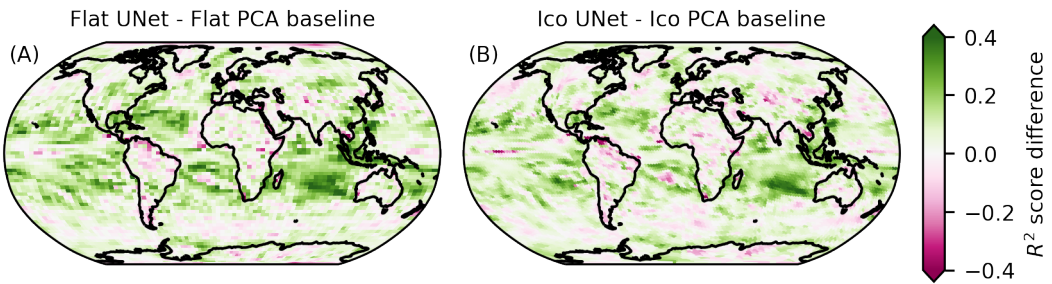 Flat UNet - Flat PCA baseline
Ico UNet - Ico PCA baseline
(A)
(B)
0.4
0.2
0.0
−0.2
−0.4
R² score difference